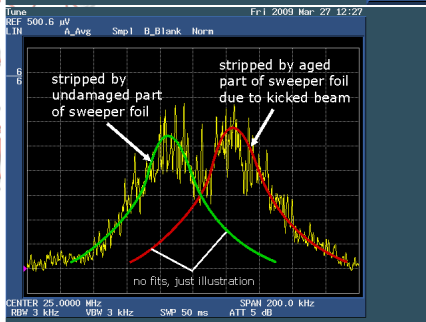 Tune
Fri 2009 Mar 27 12:27
REF 500.6 µV
LIN A_Avg Smpl B_Blank Norm
6
6
stripped by
undamaged part
of sweeper foil
stripped by aged
part of sweeper foil
due to kicked beam
no fits, just illustration
CENTER 25.0000 MHz SPAN 200.0 kHz
RBW 3 kHz VBW 3 kHz SWP 50 ms ATT 5 dB